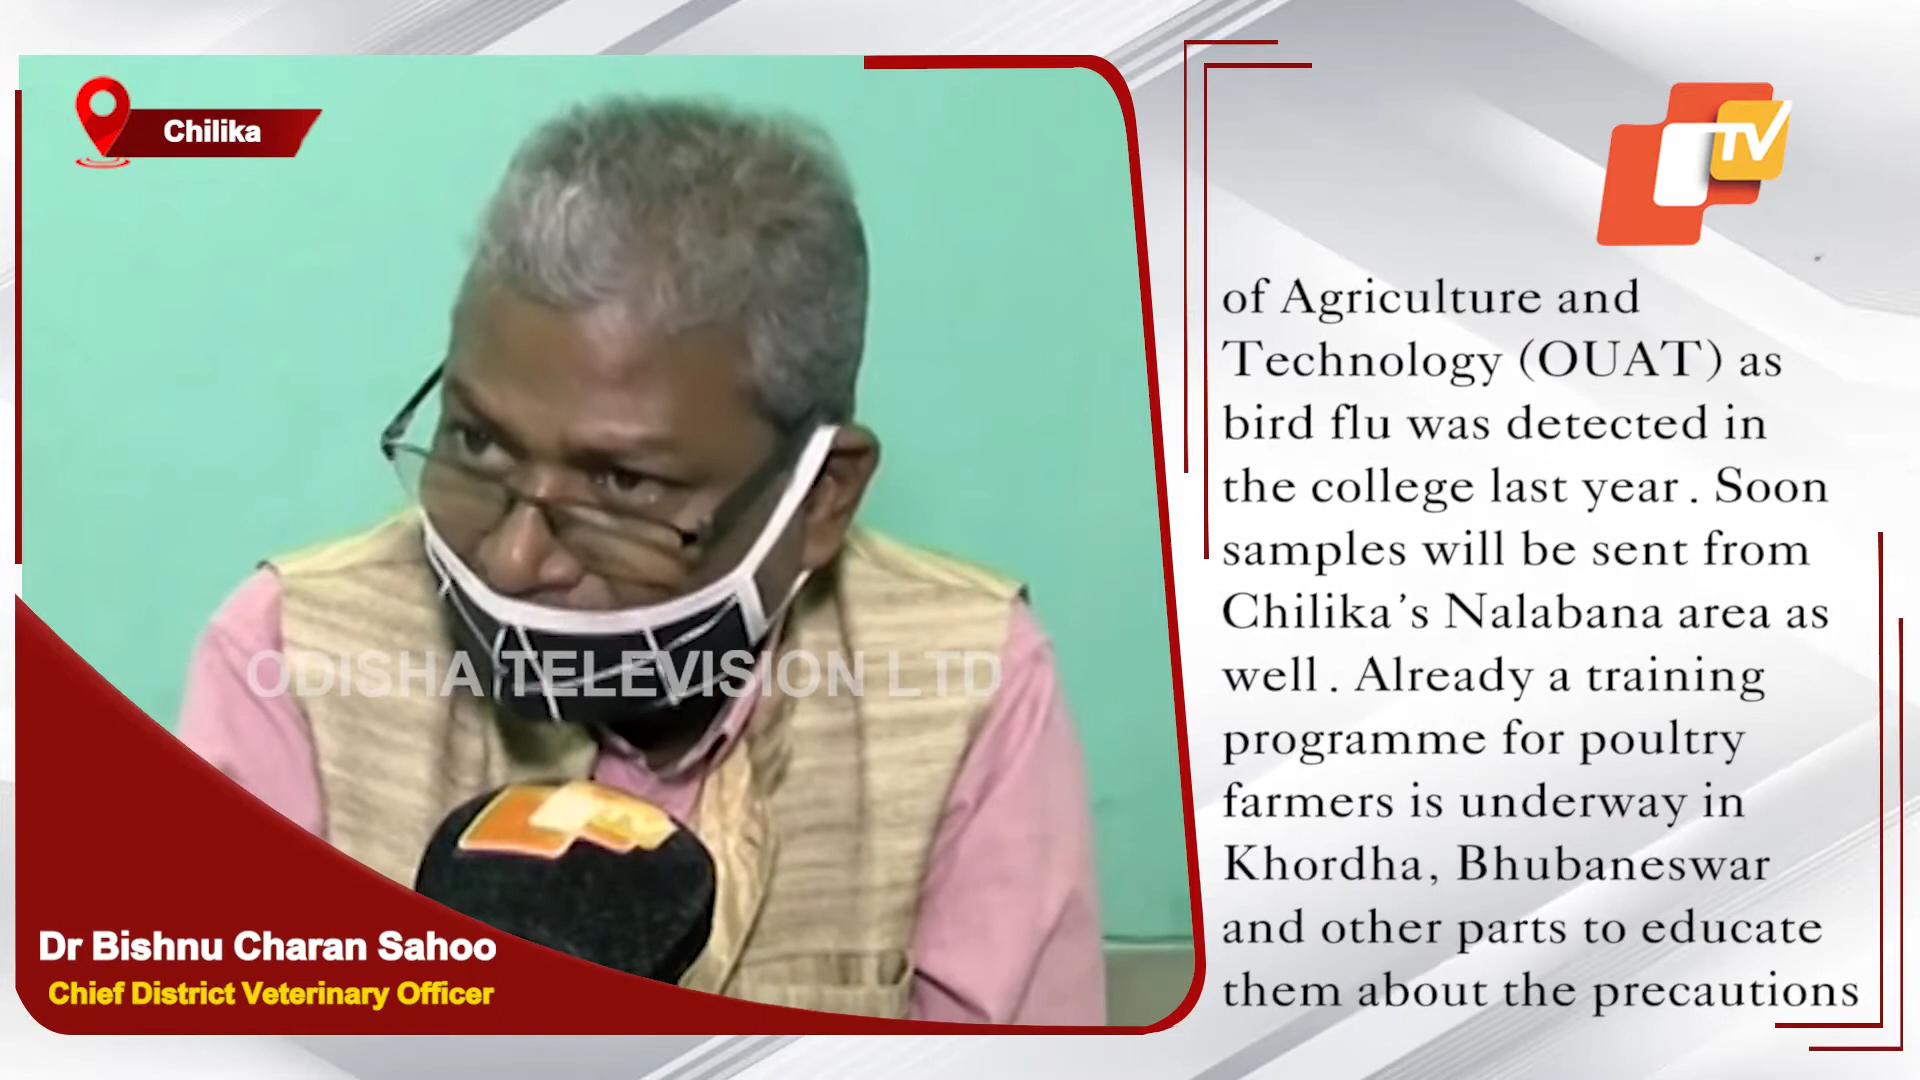 Chilika
TV
of Agriculture and
Technology (OUAT) as
bird flu was detected in
the college last year. Soon
samples will be sent from
Chilika's Nalabana area as
well. Already a training
programme for poultry
farmers is underway in
Khordha, Bhubaneswar
and other parts to educate
them about the precautions
ODISHA TELEVISION LTD
Dr Bishnu Charan Sahoo
Chief District Veterinary Officer